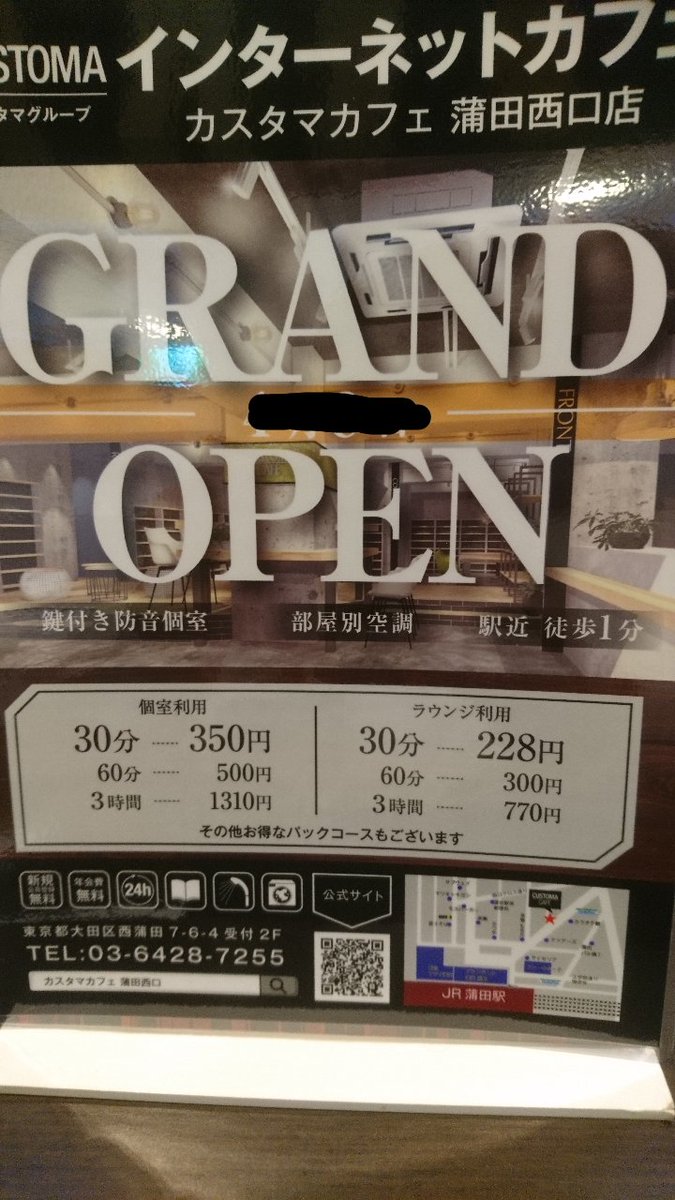 STOMA インターネットカフェ
タマグループ
カスタマカフェ 蒲田西口店
GRAND
FRONT
OPEN
鍵付き防音個室 部屋別空調 駅近 徒歩1分
個室利用
30分 ―― 350円
60分 ―― 500円
3時間 ―― 1310円
ラウンジ利用
30分 ―― 228円
60分 ―― 300円
3時間 ―― 770円
その他お得なパックコースもございます
新規 無料
年会費 無料
24h
公式サイト
東京都大田区西蒲田 7-6-4 受付 2F
TEL:03-6428-7255
カスタマカフェ 蒲田西口
CUSTOMA
JR 蒲田駅